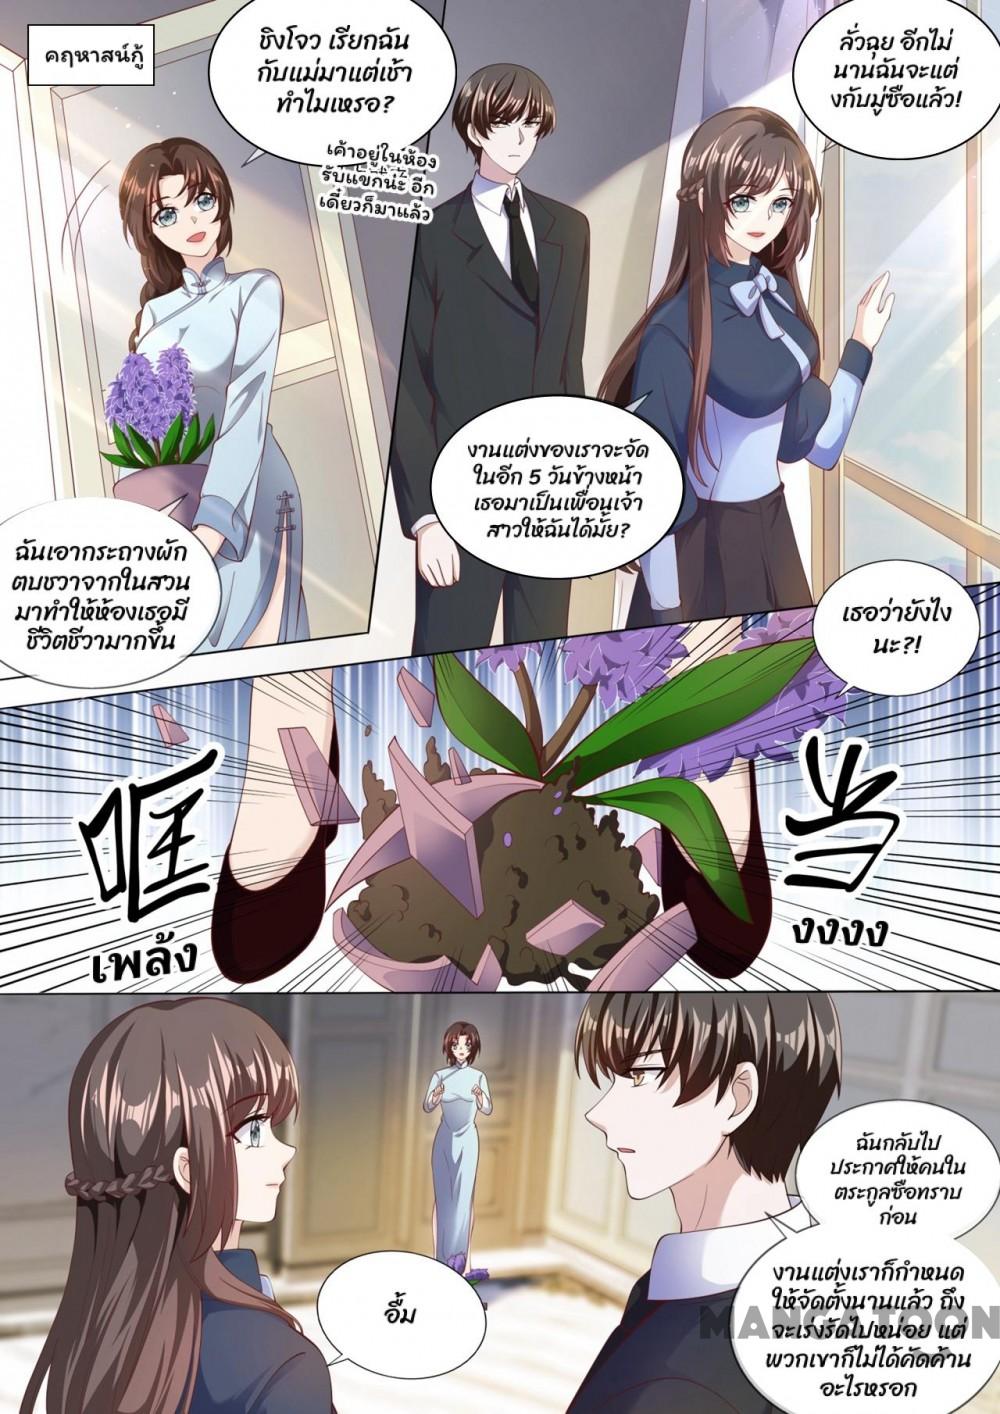 คฤหาสน์กู้
ชิงโจว เรียกฉัน
กับแม่มาแต่เช้า
ทำไมเหรอ?
เค้าอยู่ในห้อง
รับแขกน่ะ อีก
เดี๋ยวก็มาแล้ว
ลั่วฉุย อีกไม่
นานฉันจะแต่
งกับมู่ซือแล้ว!
งานแต่งของเราจะจัด
ในอีก 5 วันข้างหน้า
เธอมาเป็นเพื่อนเจ้า
สาวให้ฉันได้มั้ย?
ฉันเอากระถางผัก
ตบชวาจากในสวน
มาทำให้ห้องเธอมี
ชีวิตชีวามากขึ้น
เธอว่ายังไง
นะ?!
哐
当
เพล้ง
งงงง
ฉันกลับไป
ประกาศให้คนใน
ตระกูลซือทราบ
ก่อน
อื้ม
งานแต่งเราก็กำหนด
ให้จัดตั้งนานแล้ว ถึง
จะเร่งรัดไปหน่อย แต่
พวกเขาก็ไม่ได้คัดค้าน
อะไรหรอก
MANGATOON